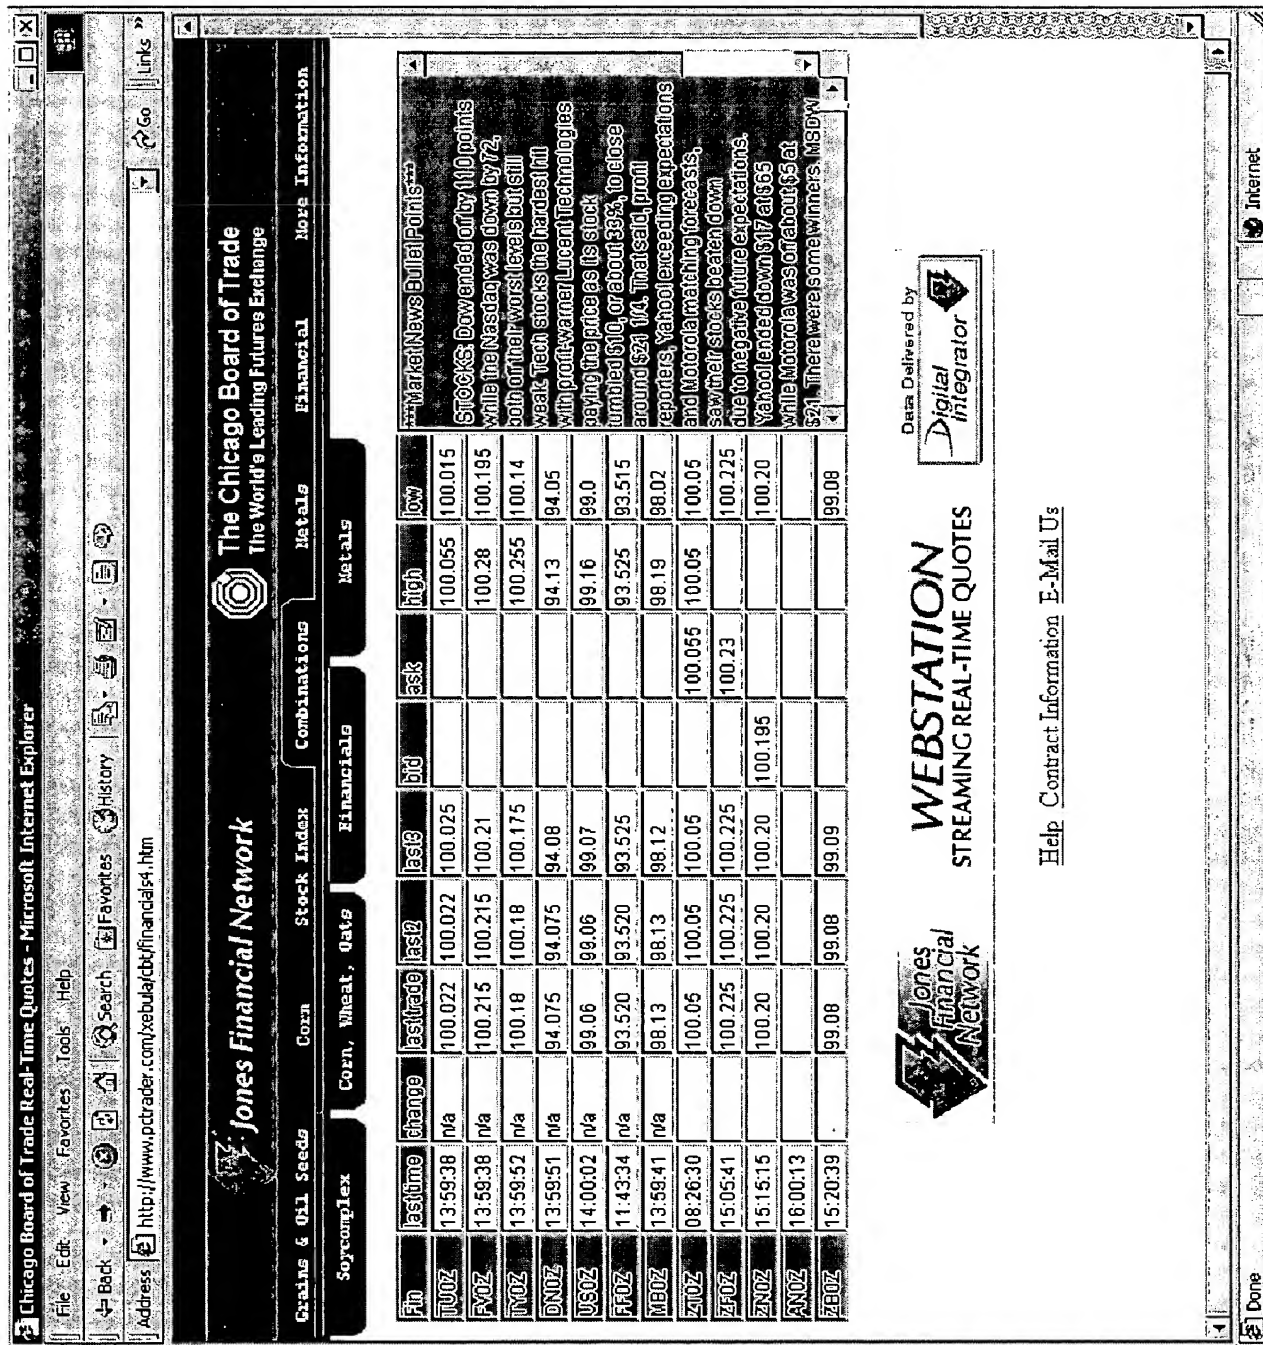 Chicago Board of Trade Real-Time Quotes - Microsoft Internet Explorer
File Edit View Favorites Tools Help
Back Search Favorites History
Address http://www.pctrader.com/xebula/cbt/financials4.htm Go Links »
Jones Financial Network The Chicago Board of Trade
The World's Leading Futures Exchange
Grains & Oil Seeds Corn Stock Index Combinations Metals Financial More Information
Soycomplex Corn, Wheat, Oats Financials Metals
Fin last time change last trade last2 last3 bid ask high low
TU0Z 13:59:38 n/a 100.022 100.022 100.025 100.055 100.015
FV0Z 13:59:38 n/a 100.215 100.215 100.21 100.28 100.195
TY0Z 13:59:52 n/a 100.18 100.18 100.175 100.255 100.14
DN0Z 13:59:51 n/a 94.075 94.075 94.08 94.13 94.05
US0Z 14:00:02 n/a 99.06 99.06 99.07 99.16 99.0
FF0Z 11:43:34 n/a 93.520 93.520 93.525 93.525 93.515
MB0Z 13:59:41 n/a 98.13 98.13 98.12 98.19 98.02
ZT0Z 08:26:30 100.05 100.05 100.05 100.055 100.05 100.05
ZF0Z 15:05:41 100.225 100.225 100.225 100.23 100.225
ZN0Z 15:15:15 100.20 100.20 100.20 100.195 100.20
AN0Z 16:00:13
ZB0Z 15:20:39 99.08 99.08 99.09 99.08
***Market News Bullet Points***
STOCKS: Dow ended off by 110 points
while the Nasdaq was down by 72,
both off their worst levels but still
weak. Tech stocks the hardest hit
with profit-warner Lucent Technologies
paying the price as its stock
tumbled $10, or about 33%, to close
around $21 1/4. That said, profit
reporters, Yahoo! exceeding expectations
and Motorola matching forecasts,
saw their stocks beaten down
due to negative future expectations.
Yahoo! ended down $17 at $65
while Motorola was off about $5 at
$21. There were some winners. MSDW
Jones
Financial
Network
WEBSTATION
STREAMING REAL-TIME QUOTES
Data Delivered by
Digital
Integrator
Help Contract Information E-Mail Us
Done Internet